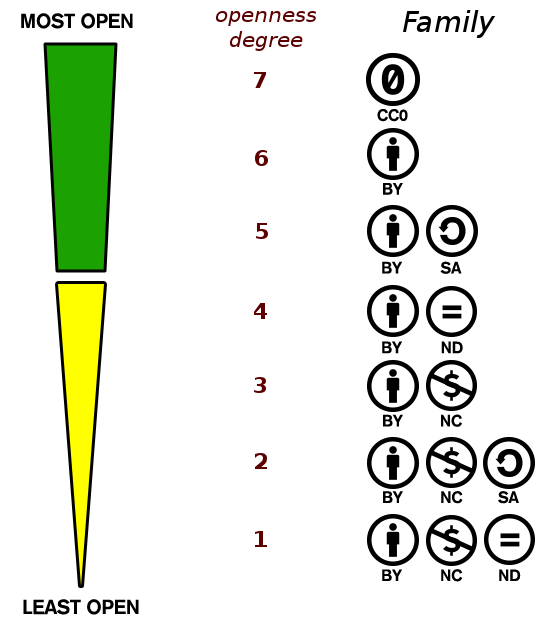 MOST OPEN
openness
degree
Family
7
CC0
6
BY
5
BY SA
4
BY ND
3
BY NC
2
BY NC SA
1
BY NC ND
LEAST OPEN